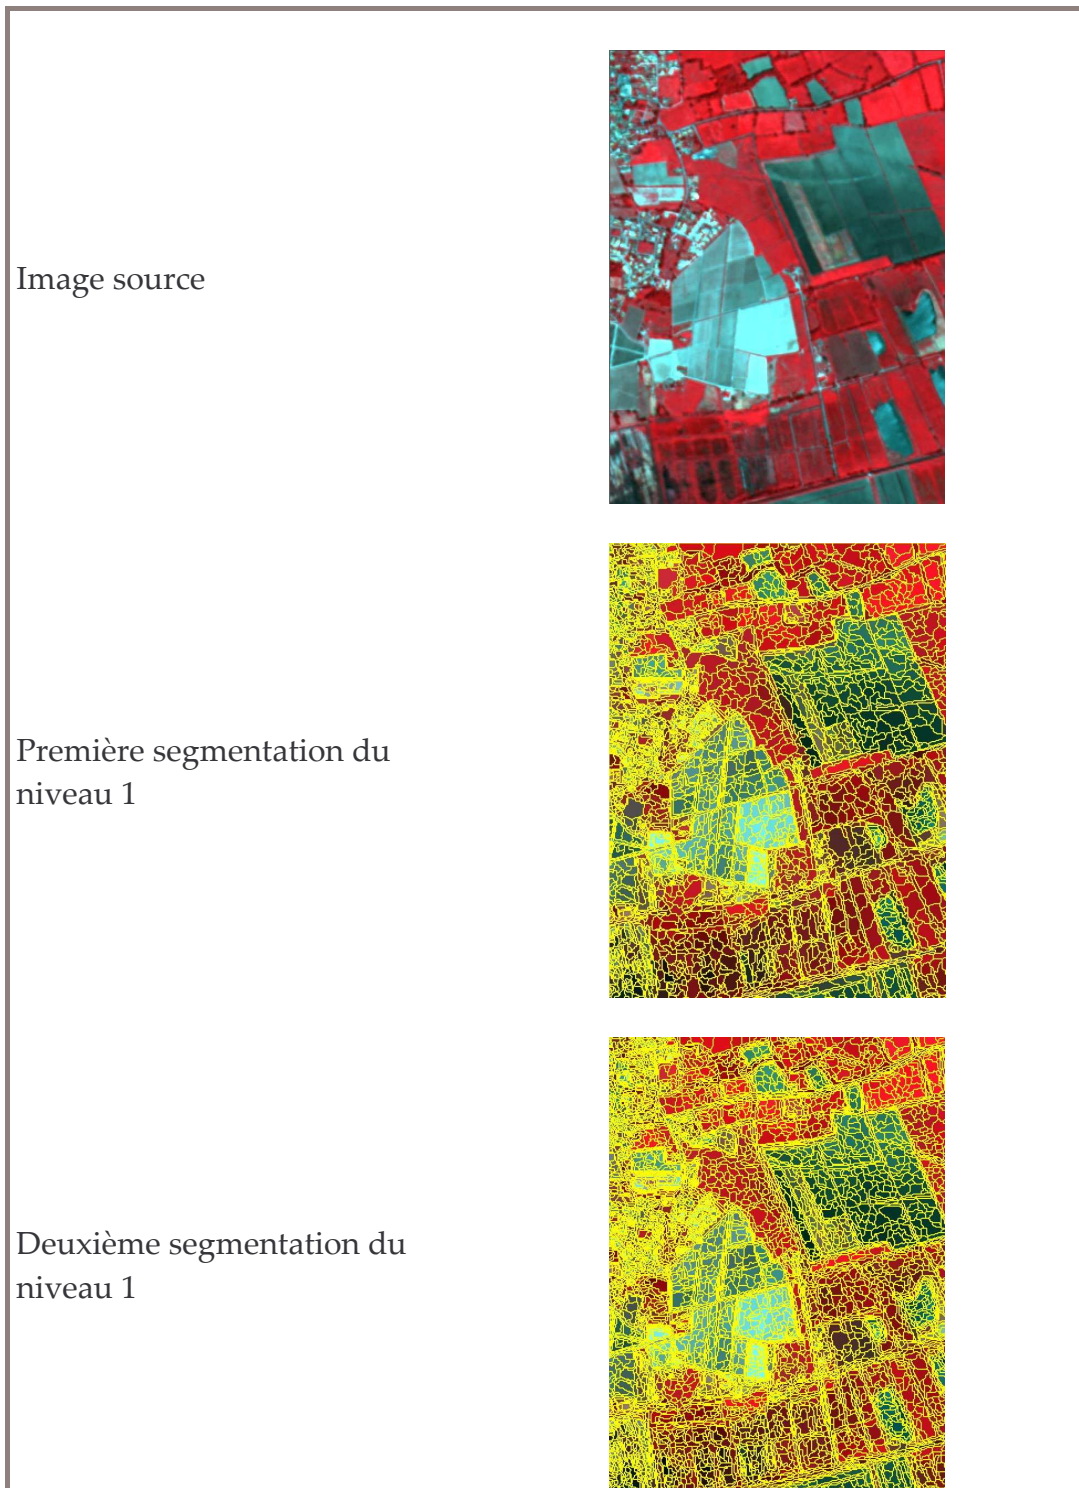 Image source
Première segmentation du
niveau 1
Deuxième segmentation du
niveau 1